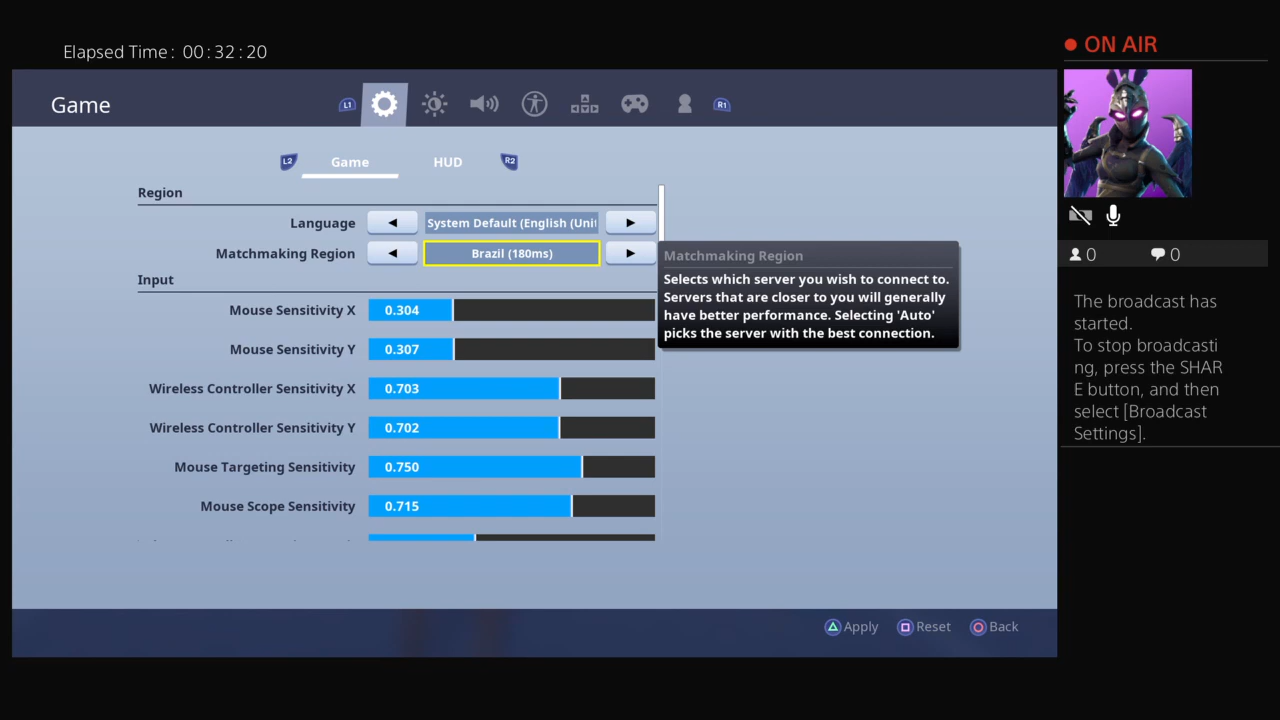 Elapsed Time: 00:32:20
ON AIR
Game
L1
R1
L2
Game
HUD
R2
Region
Language
System Default (English (Uni
Matchmaking Region
Brazil (180ms)
Matchmaking Region
Selects which server you wish to connect to.
Servers that are closer to you will generally
have better performance. Selecting 'Auto'
picks the server with the best connection.
Input
Mouse Sensitivity X
0.304
Mouse Sensitivity Y
0.307
Wireless Controller Sensitivity X
0.703
Wireless Controller Sensitivity Y
0.702
Mouse Targeting Sensitivity
0.750
Mouse Scope Sensitivity
0.715
Apply
Reset
Back
0
0
The broadcast has
started.
To stop broadcasti
ng, press the SHAR
E button, and then
select [Broadcast
Settings].